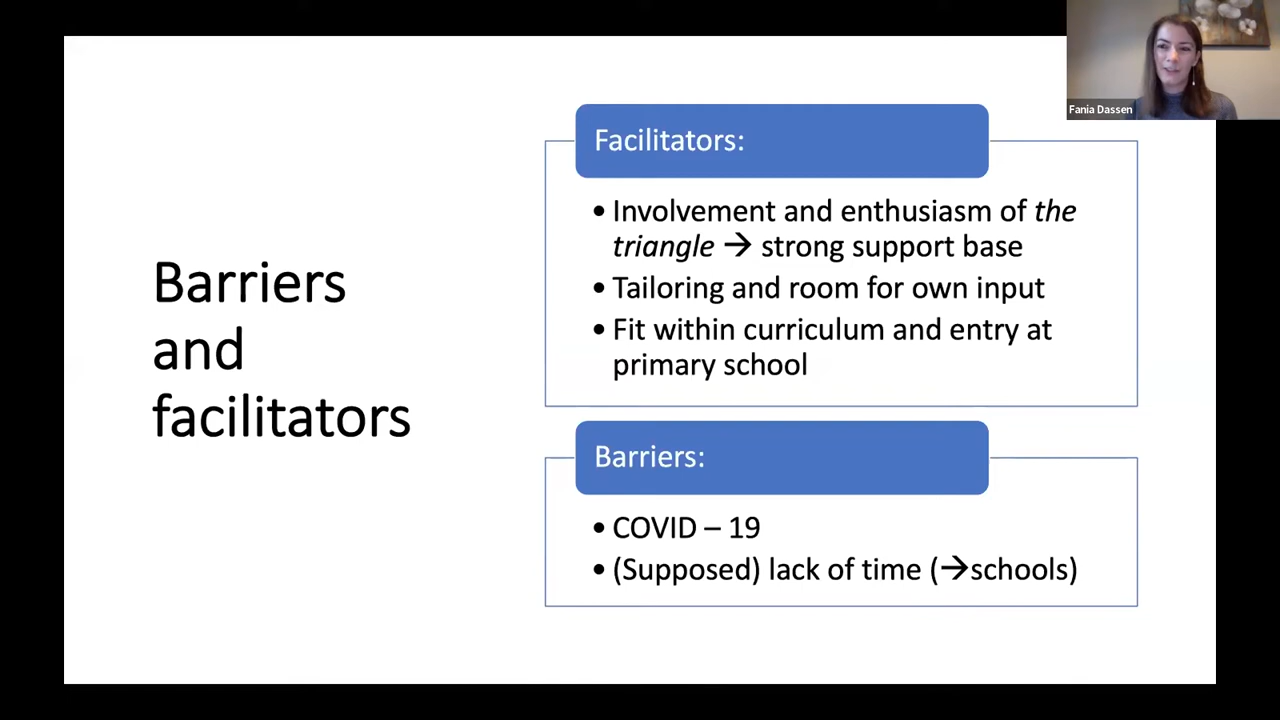 Barriers
and
facilitators
Facilitators:
• Involvement and enthusiasm of the
triangle → strong support base
• Tailoring and room for own input
• Fit within curriculum and entry at
primary school
Barriers:
• COVID – 19
• (Supposed) lack of time (→schools)
Fania Dassen